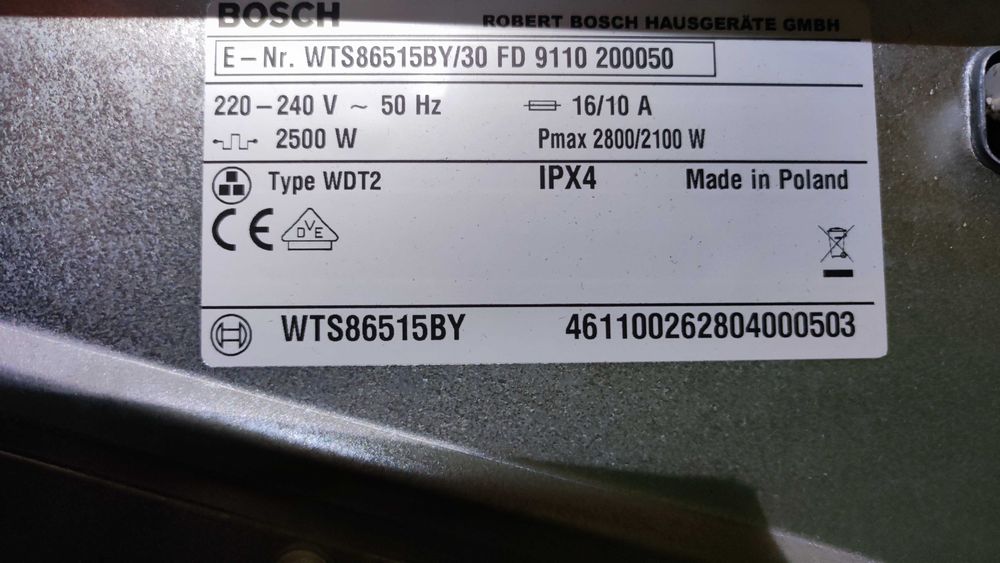 BOSCH ROBERT BOSCH HAUSGERÄTE GMBH
E – Nr. WTS86515BY/30 FD 9110 200050
220 – 240 V ~ 50 Hz 16/10 A
2500 W Pmax 2800/2100 W
Type WDT2 IPX4 Made in Poland
CE DVE
WTS86515BY 461100262804000503